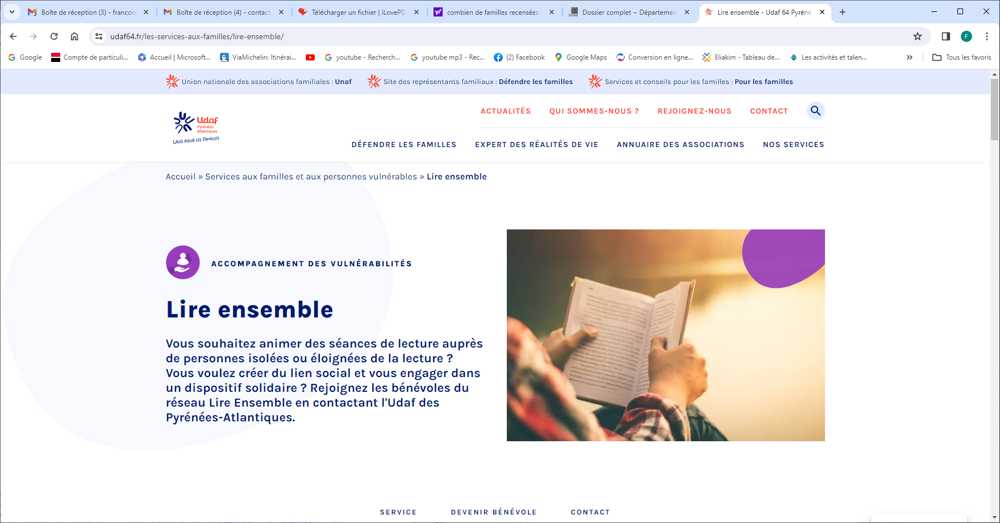 Boîte de réception (3) - francois
Boîte de réception (4) - contact.
Télécharger un fichier | iLovePD
combien de familles recensées
Dossier complet – Départemen
Lire ensemble - Udaf 64 Pyréné
udaf64.fr/les-services-aux-familles/lire-ensemble/
F
Google
Compte de particuli...
Accueil | Microsoft...
ViaMichelin: Itinérai...
youtube - Recherch...
youtube mp3 - Rec...
(2) Facebook
Google Maps
Conversion en ligne...
Eliakim - Tableau de...
Les activités et talen...
Tous les favoris
Union nationale des associations familiales : Unaf
Site des représentants familiaux : Défendre les familles
Services et conseils pour les familles : Pour les familles
Udaf
Pyrénées-
Atlantiques
UNIS POUR LES FAMILLES
ACTUALITÉS
QUI SOMMES-NOUS ?
REJOIGNEZ-NOUS
CONTACT
DÉFENDRE LES FAMILLES
EXPERT DES RÉALITÉS DE VIE
ANNUAIRE DES ASSOCIATIONS
NOS SERVICES
Accueil » Services aux familles et aux personnes vulnérables » Lire ensemble
ACCOMPAGNEMENT DES VULNÉRABILITÉS
Lire ensemble
Vous souhaitez animer des séances de lecture auprès
de personnes isolées ou éloignées de la lecture ?
Vous voulez créer du lien social et vous engager dans
un dispositif solidaire ? Rejoignez les bénévoles du
réseau Lire Ensemble en contactant l'Udaf des
Pyrénées-Atlantiques.
SERVICE
DEVENIR BÉNÉVOLE
CONTACT